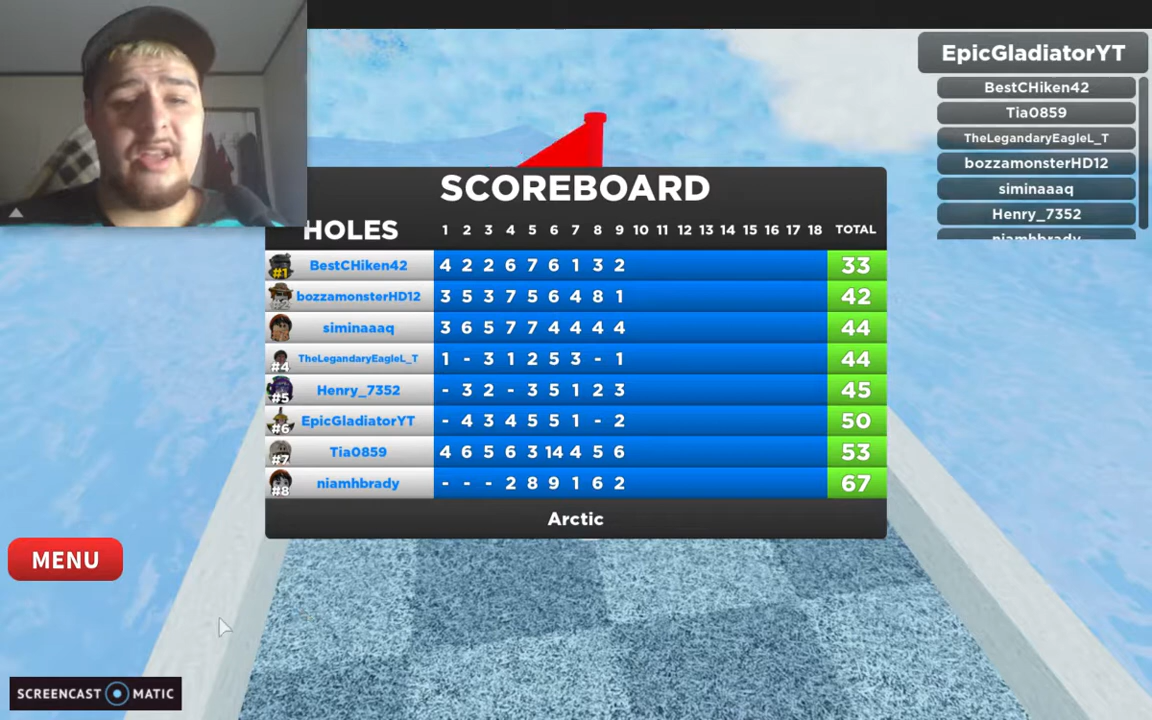 EpicGladiatorYT
BestCHiken42
Tia0859
TheLegandaryEagleL_T
bozzamonsterHD12
siminaaaq
Henry_7352
niamhbrady
SCOREBOARD
HOLES 1 2 3 4 5 6 7 8 9 10 11 12 13 14 15 16 17 18 TOTAL
#1 BestCHiken42 4 2 2 6 7 6 1 3 2 33
bozzamonsterHD12 3 5 3 7 5 6 4 8 1 42
siminaaaq 3 6 5 7 7 4 4 4 4 44
#4 TheLegandaryEagleL_T 1 - 3 1 2 5 3 - 1 44
#5 Henry_7352 - 3 2 - 3 5 1 2 3 45
#6 EpicGladiatorYT - 4 3 4 5 5 1 - 2 50
#7 Tia0859 4 6 5 6 3 14 4 5 6 53
#8 niamhbrady - - - 2 8 9 1 6 2 67
Arctic
MENU
SCREENCAST MATIC